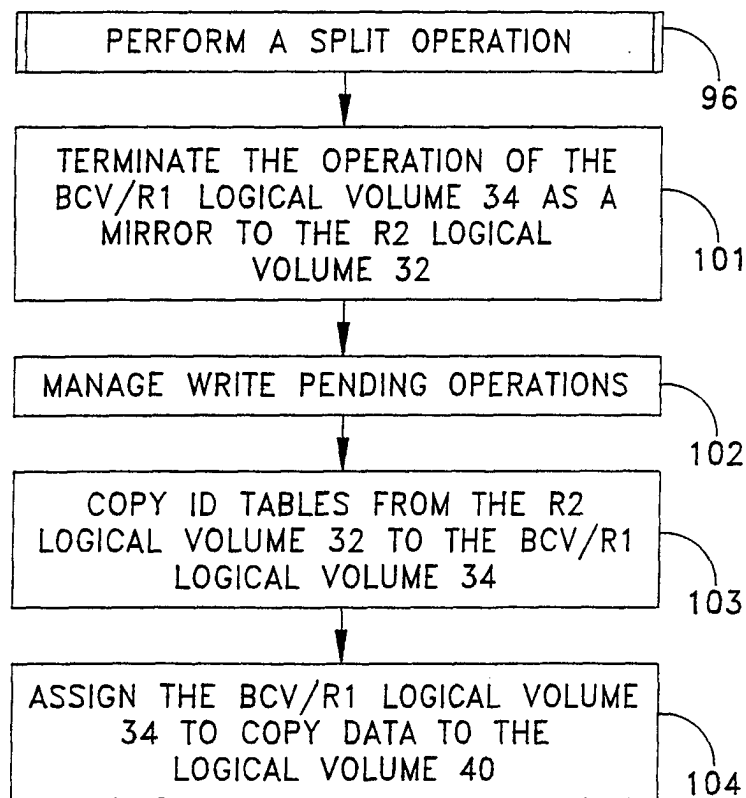 PERFORM A SPLIT OPERATION
96
TERMINATE THE OPERATION OF THE
BCV/R1 LOGICAL VOLUME 34 AS A
MIRROR TO THE R2 LOGICAL
VOLUME 32
101
MANAGE WRITE PENDING OPERATIONS
102
COPY ID TABLES FROM THE R2
LOGICAL VOLUME 32 TO THE BCV/R1
LOGICAL VOLUME 34
103
ASSIGN THE BCV/R1 LOGICAL VOLUME
34 TO COPY DATA TO THE
LOGICAL VOLUME 40
104